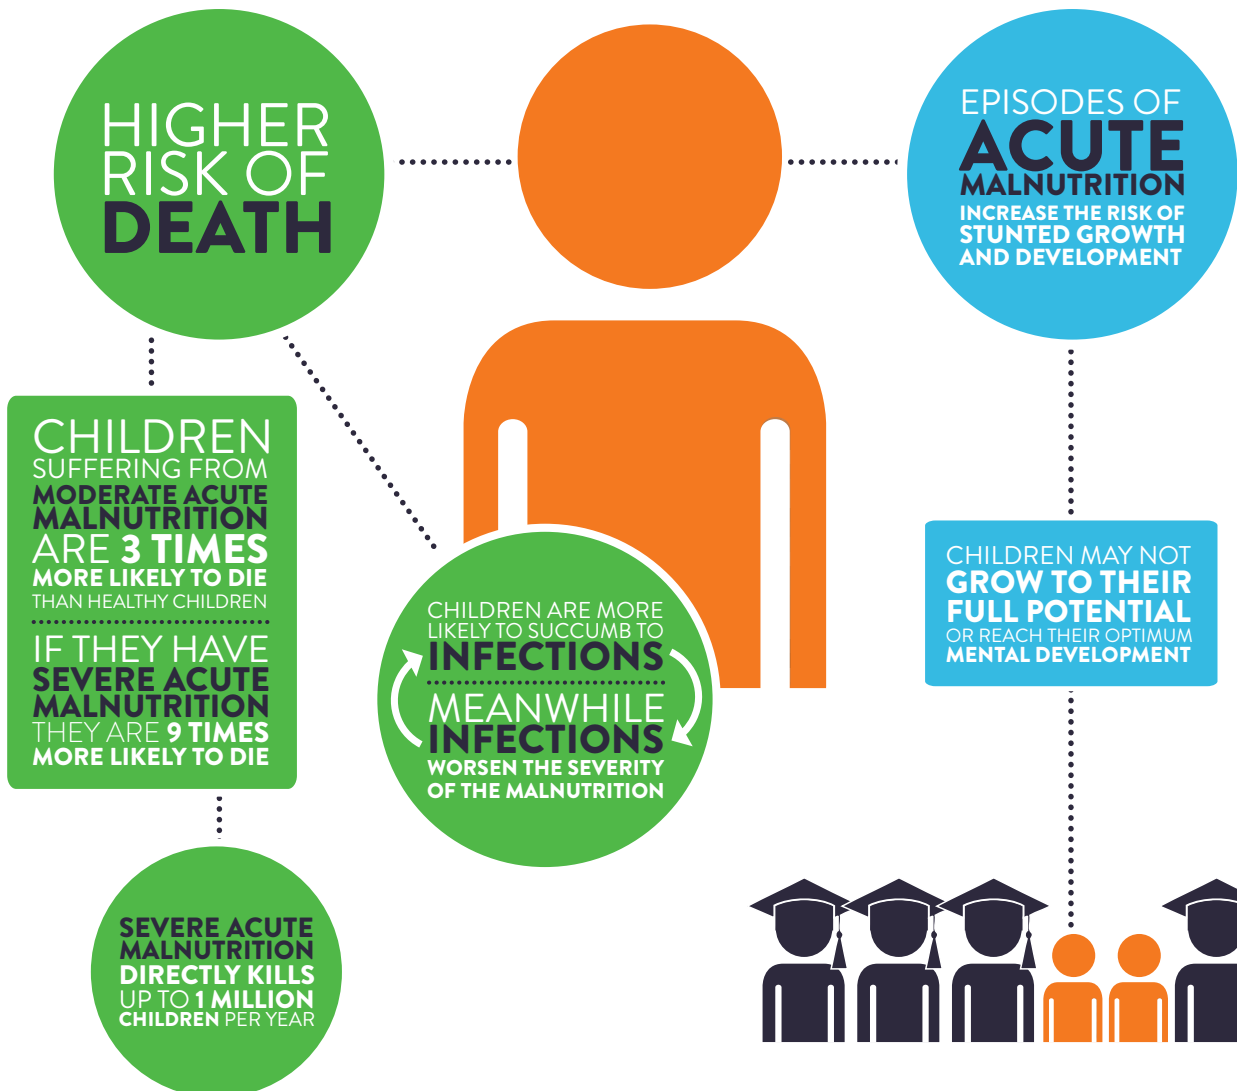 HIGHER
RISK OF
DEATH
EPISODES OF
ACUTE
MALNUTRITION
INCREASE THE RISK OF
STUNTED GROWTH
AND DEVELOPMENT
CHILDREN
SUFFERING FROM
MODERATE ACUTE
MALNUTRITION
ARE 3 TIMES
MORE LIKELY TO DIE
THAN HEALTHY CHILDREN
IF THEY HAVE
SEVERE ACUTE
MALNUTRITION
THEY ARE 9 TIMES
MORE LIKELY TO DIE
CHILDREN ARE MORE
LIKELY TO SUCCUMB TO
INFECTIONS
MEANWHILE
INFECTIONS
WORSEN THE SEVERITY
OF THE MALNUTRITION
CHILDREN MAY NOT
GROW TO THEIR
FULL POTENTIAL
OR REACH THEIR OPTIMUM
MENTAL DEVELOPMENT
SEVERE ACUTE
MALNUTRITION
DIRECTLY KILLS
UP TO 1 MILLION
CHILDREN PER YEAR